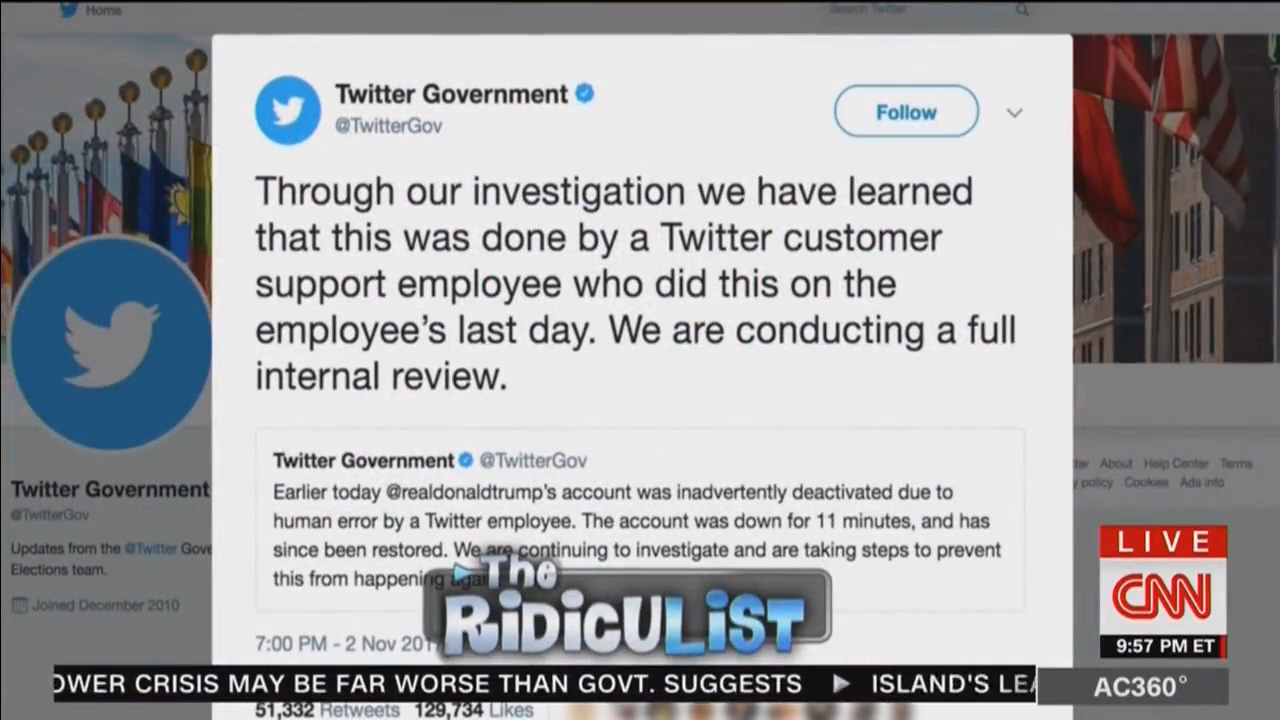 Home
Search Twitter
Twitter Government
@TwitterGov
Follow
Through our investigation we have learned
that this was done by a Twitter customer
support employee who did this on the
employee's last day. We are conducting a full
internal review.
Twitter Government @TwitterGov
Earlier today @realdonaldtrump's account was inadvertently deactivated due to
human error by a Twitter employee. The account was down for 11 minutes, and has
since been restored. We are continuing to investigate and are taking steps to prevent
this from happening
7:00 PM - 2 Nov 201
51,332 Retweets 129,734 Likes
Twitter Government
@TwitterGov
Updates from the @Twitter Gove
Elections team.
Joined December 2010
About Help Center Terms
policy Cookies Ads info
The
RiDiCULiST
LIVE
CNN
9:57 PM ET
OWER CRISIS MAY BE FAR WORSE THAN GOVT. SUGGESTS ▶ ISLAND'S LEA
AC360°